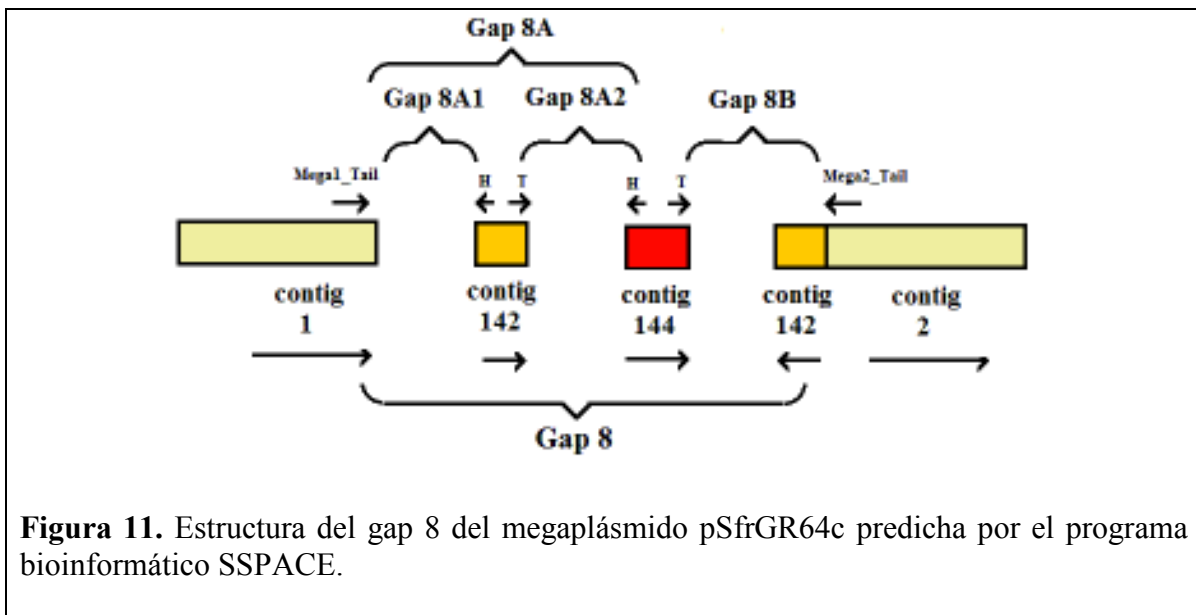 Gap 8A
Gap 8A1 Gap 8A2 Gap 8B
Mega1_Tail H T H T Mega2_Tail
contig contig contig contig contig
1 142 144 142 2
Gap 8
Figura 11. Estructura del gap 8 del megaplásmido pSfrGR64c predicha por el programa
bioinformático SSPACE.